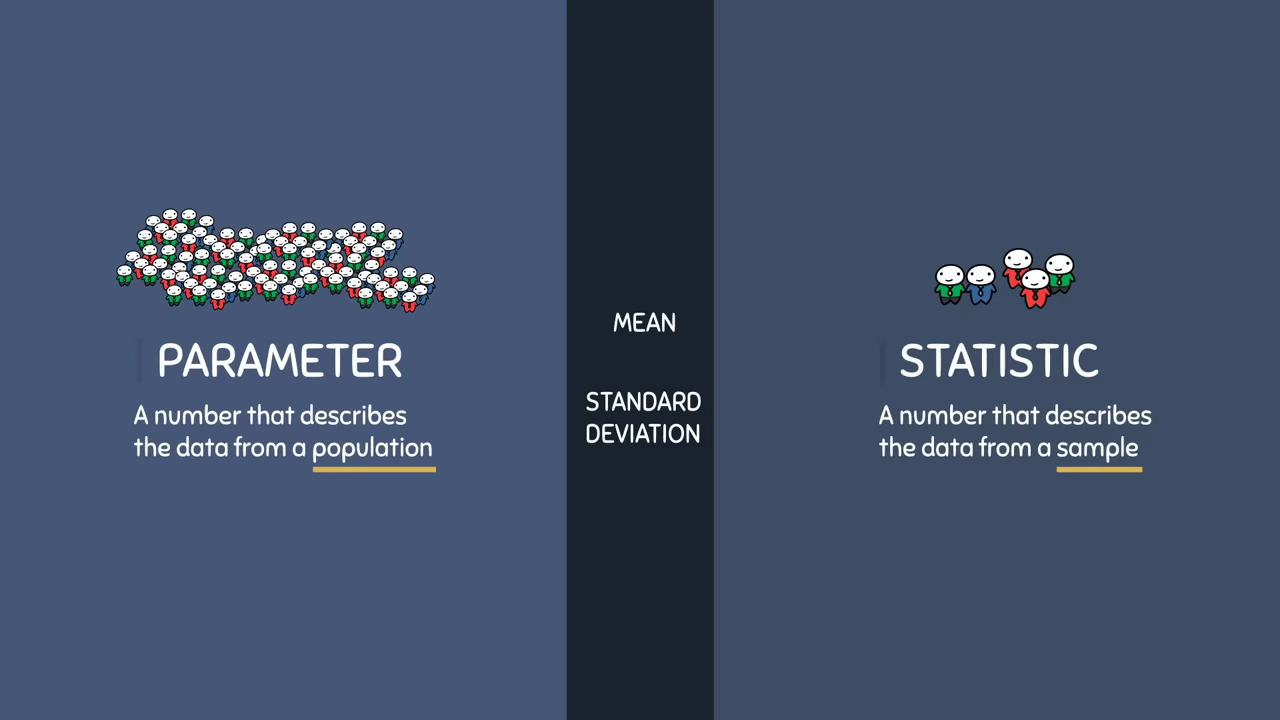 PARAMETER
A number that describes
the data from a population
MEAN
STANDARD
DEVIATION
STATISTIC
A number that describes
the data from a sample